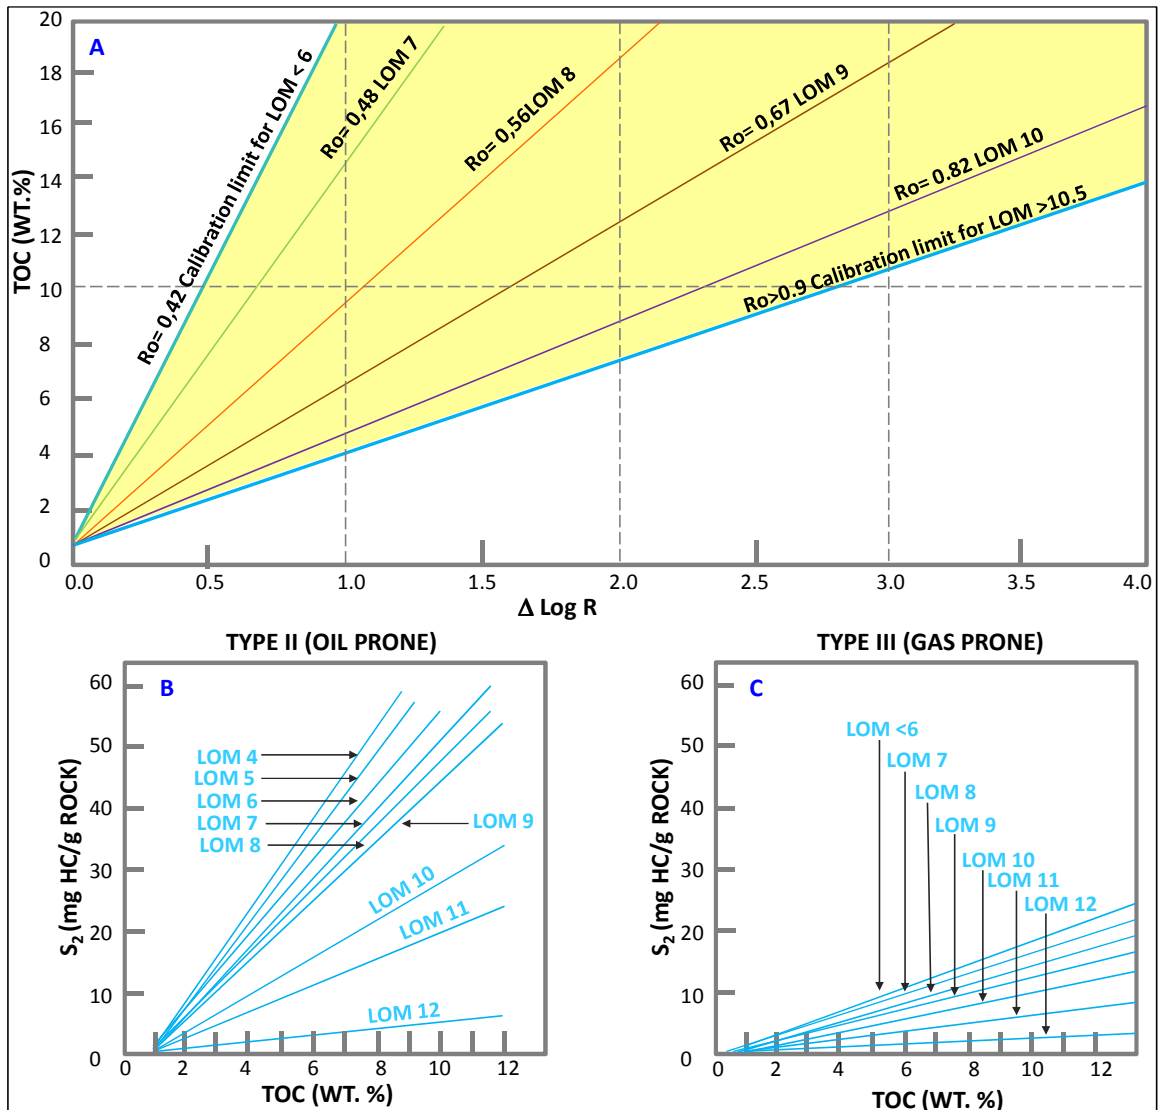 A
TOC (WT.%)
20
18
16
14
12
10
8
6
4
2
0
Ro= 0,42 Calibration limit for LOM < 6
Ro= 0,48 LOM 7
Ro= 0,56LOM 8
Ro= 0,67 LOM 9
Ro= 0.82 LOM 10
Ro>0.9 Calibration limit for LOM >10.5
0.0 0.5 1.0 1.5 2.0 2.5 3.0 3.5 4.0
Δ Log R
TYPE II (OIL PRONE)
B
S2 (mg HC/g ROCK)
60
50
40
30
20
10
0
LOM 4
LOM 5
LOM 6
LOM 7
LOM 8
LOM 9
LOM 10
LOM 11
LOM 12
0 2 4 6 8 10 12
TOC (WT. %)
TYPE III (GAS PRONE)
C
S2 (mg HC/g ROCK)
60
50
40
30
20
10
0
LOM <6
LOM 7
LOM 8
LOM 9
LOM 10
LOM 11
LOM 12
0 2 4 6 8 10 12
TOC (WT. %)